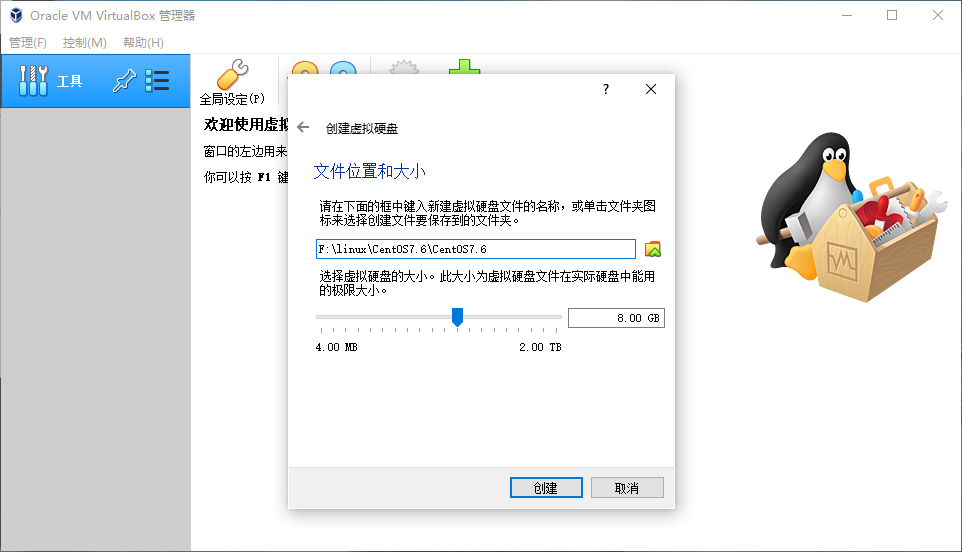 Oracle VM VirtualBox 管理器
管理(F) 控制(M) 帮助(H)
工具
全局设定(P)
欢迎使用虚拟
窗口的左边用来
你可以按 F1 键
?
创建虚拟硬盘
文件位置和大小
请在下面的框中键入新建虚拟硬盘文件的名称，或单击文件夹图
标来选择创建文件要保存到的文件夹。
F:\linux\CentOS7.6\CentOS7.6
选择虚拟硬盘的大小。此大小为虚拟硬盘文件在实际硬盘中能用
的极限大小。
8.00 GB
4.00 MB 2.00 TB
创建 取消